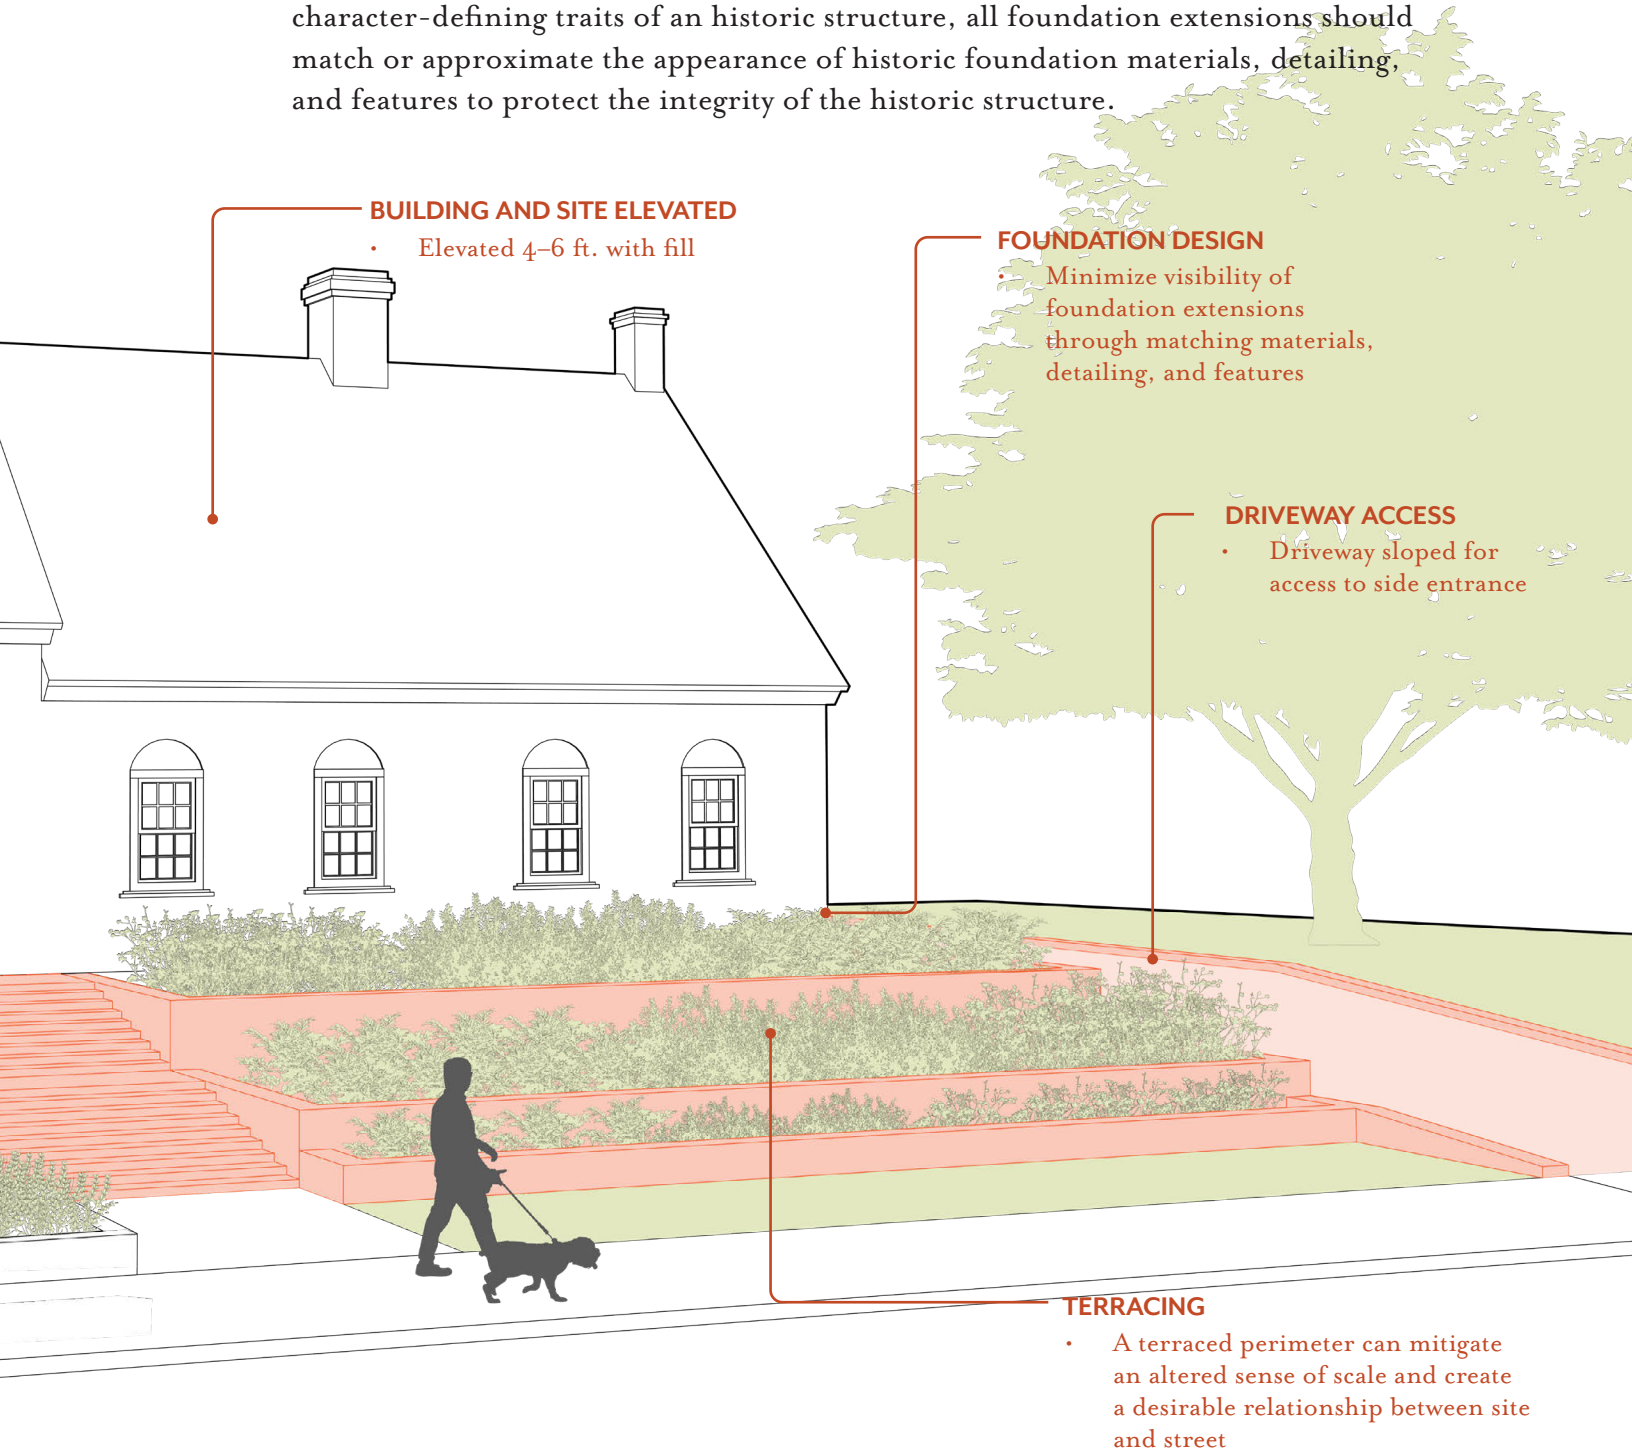 character-defining traits of an historic structure, all foundation extensions should
match or approximate the appearance of historic foundation materials, detailing,
and features to protect the integrity of the historic structure.
BUILDING AND SITE ELEVATED
• Elevated 4–6 ft. with fill
FOUNDATION DESIGN
• Minimize visibility of
foundation extensions
through matching materials,
detailing, and features
DRIVEWAY ACCESS
• Driveway sloped for
access to side entrance
TERRACING
• A terraced perimeter can mitigate
an altered sense of scale and create
a desirable relationship between site
and street